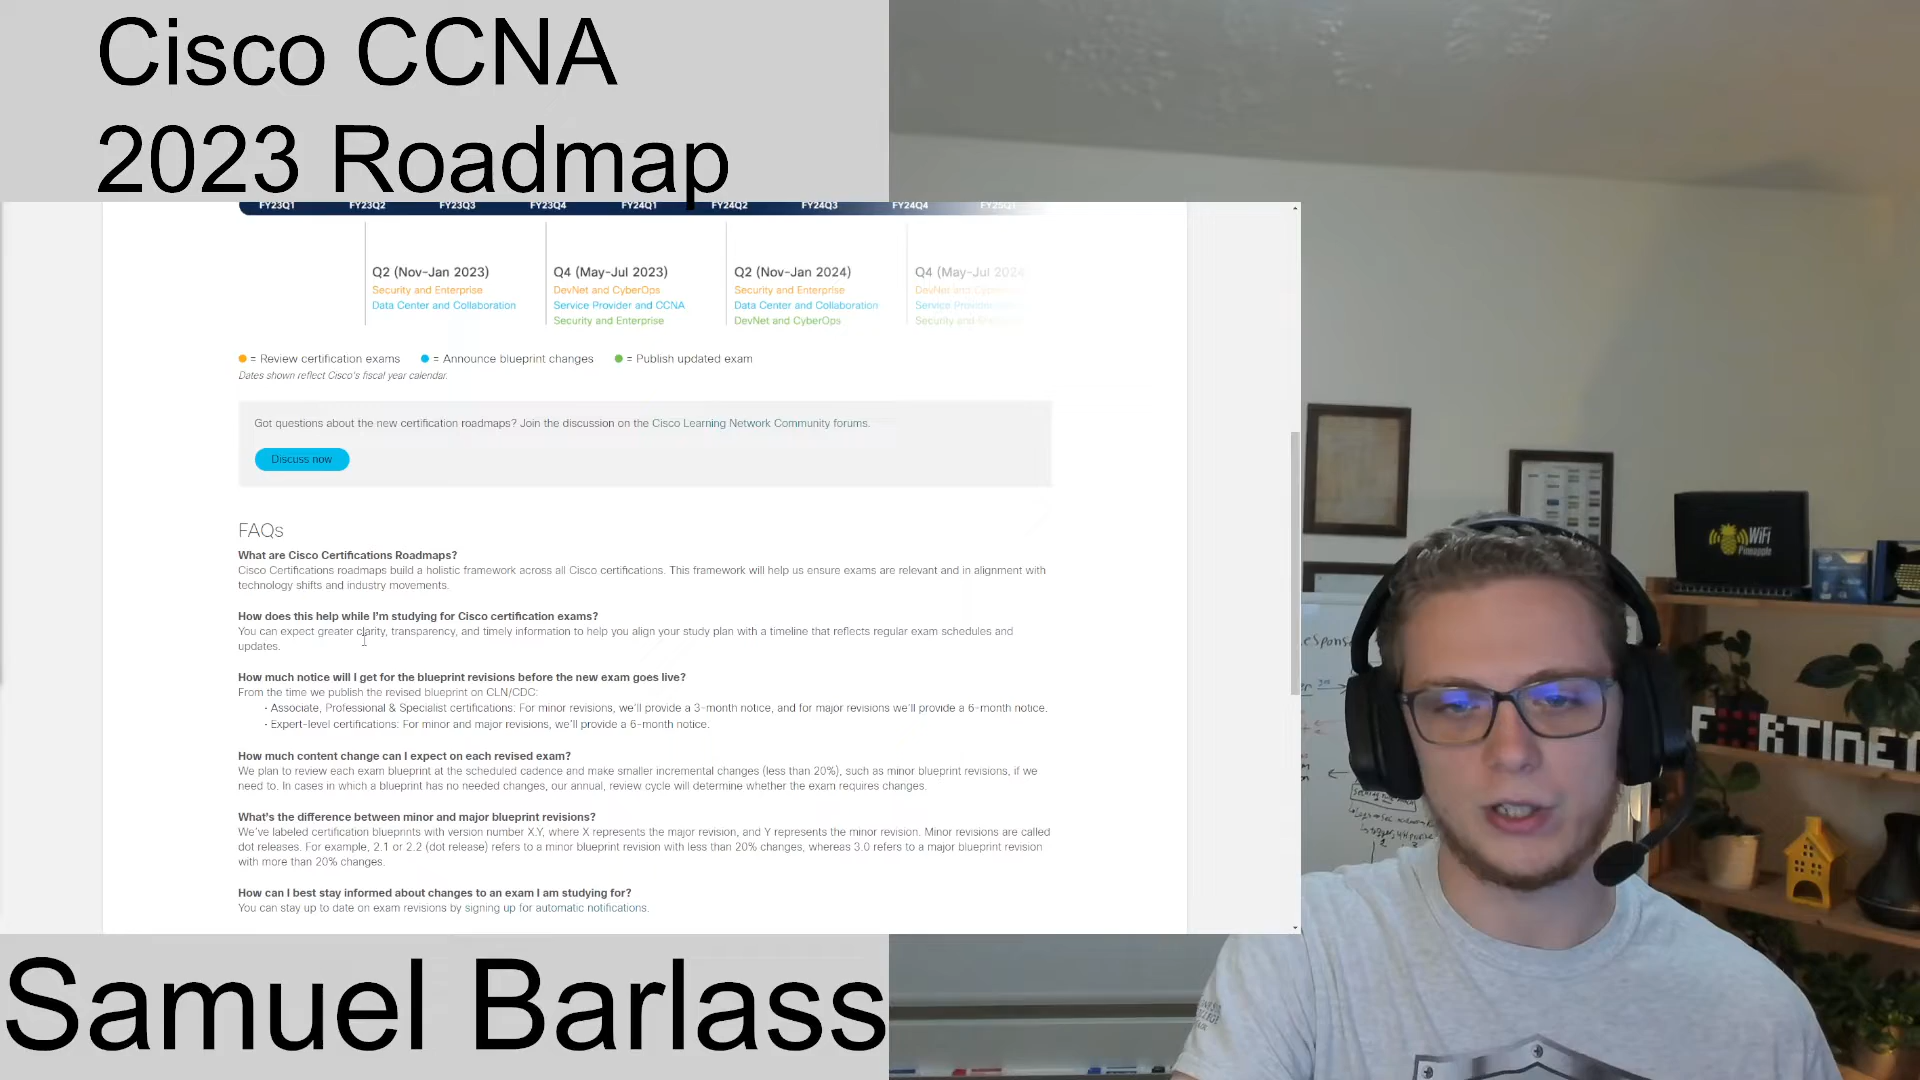 Cisco CCNA
2023 Roadmap
FY23Q1 FY23Q2 FY23Q3 FY23Q4 FY24Q1 FY24Q2 FY24Q3 FY24Q4 FY25Q1
Q2 (Nov-Jan 2023)
Security and Enterprise
Data Center and Collaboration
Q4 (May-Jul 2023)
DevNet and CyberOps
Service Provider and CCNA
Security and Enterprise
Q2 (Nov-Jan 2024)
Security and Enterprise
Data Center and Collaboration
DevNet and CyberOps
Q4 (May-Jul 2024
DevNet and
Service
Security and
= Review certification exams = Announce blueprint changes = Publish updated exam
Dates shown reflect Cisco's fiscal year calendar.
Got questions about the new certification roadmaps? Join the discussion on the Cisco Learning Network Community forums.
Discuss now
FAQs
What are Cisco Certifications Roadmaps?
Cisco Certifications roadmaps build a holistic framework across all Cisco certifications. This framework will help us ensure exams are relevant and in alignment with
technology shifts and industry movements.
How does this help while I'm studying for Cisco certification exams?
You can expect greater clarity, transparency, and timely information to help you align your study plan with a timeline that reflects regular exam schedules and
updates.
How much notice will I get for the blueprint revisions before the new exam goes live?
From the time we publish the revised blueprint on CLN/CDC:
- Associate, Professional & Specialist certifications: For minor revisions, we'll provide a 3-month notice, and for major revisions we'll provide a 6-month notice.
- Expert-level certifications: For minor and major revisions, we'll provide a 6-month notice.
How much content change can I expect on each revised exam?
We plan to review each exam blueprint at the scheduled cadence and make smaller incremental changes (less than 20%), such as minor blueprint revisions, if we
need to. In cases in which a blueprint has no needed changes, our annual, review cycle will determine whether the exam requires changes.
What's the difference between minor and major blueprint revisions?
We've labeled certification blueprints with version number X.Y, where X represents the major revision, and Y represents the minor revision. Minor revisions are called
dot releases. For example, 2.1 or 2.2 (dot release) refers to a minor blueprint revision with less than 20% changes, whereas 3.0 refers to a major blueprint revision
with more than 20% changes.
How can I best stay informed about changes to an exam I am studying for?
You can stay up to date on exam revisions by signing up for automatic notifications.
Samuel Barlass
WiFi
Pineapple